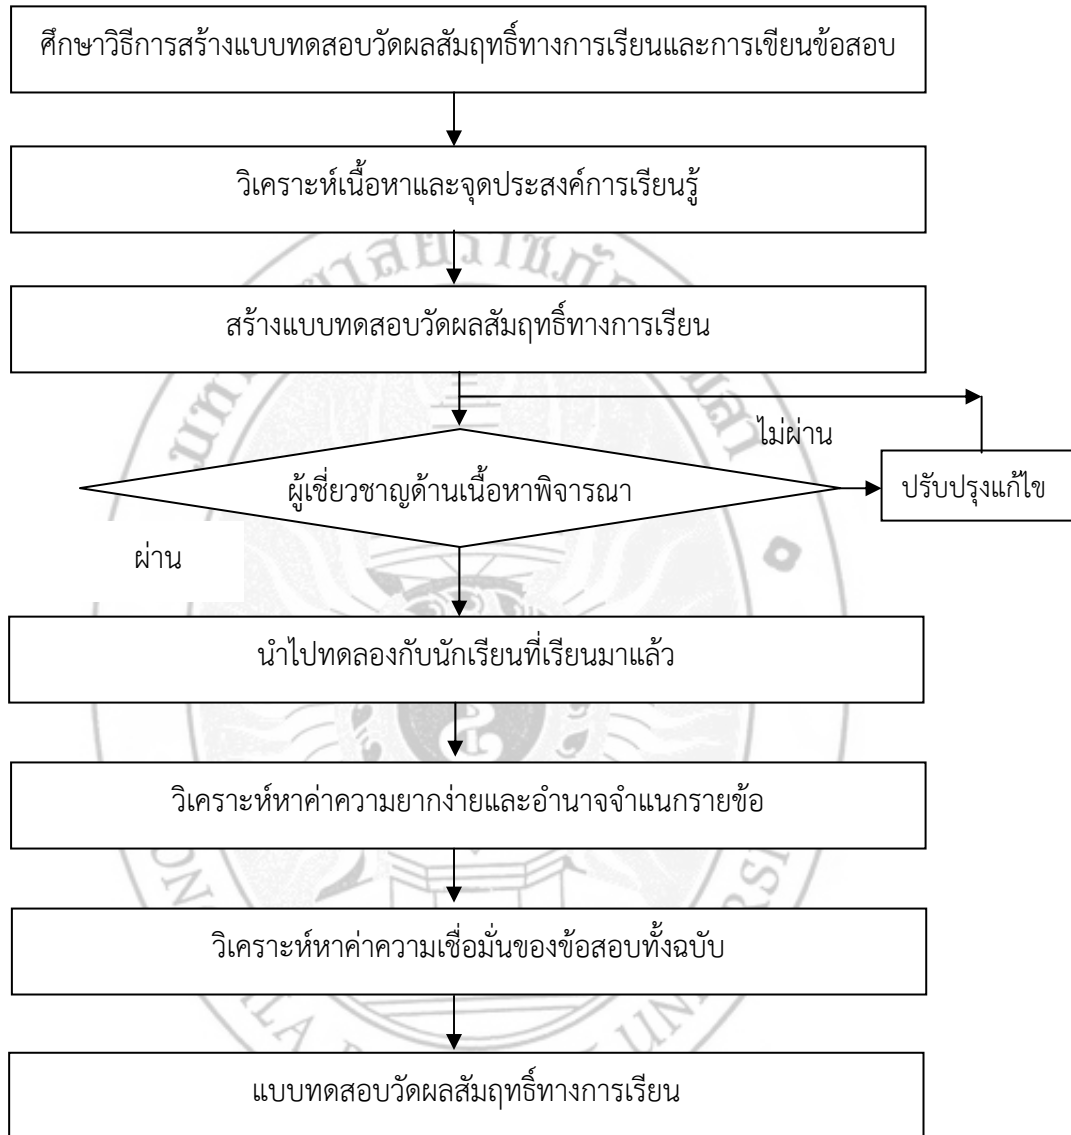 ศึกษาวิธีการสร้างแบบทดสอบวัดผลสัมฤทธิ์ทางการเรียนและการเขียนข้อสอบ
วิเคราะห์เนื้อหาและจุดประสงค์การเรียนรู้
สร้างแบบทดสอบวัดผลสัมฤทธิ์ทางการเรียน
ไม่ผ่าน
ผู้เชี่ยวชาญด้านเนื้อหาพิจารณา
ปรับปรุงแก้ไข
ผ่าน
นำไปทดลองกับนักเรียนที่เรียนมาแล้ว
วิเคราะห์หาค่าความยากง่ายและอำนาจจำแนกรายข้อ
วิเคราะห์หาค่าความเชื่อมั่นของข้อสอบทั้งฉบับ
แบบทดสอบวัดผลสัมฤทธิ์ทางการเรียน